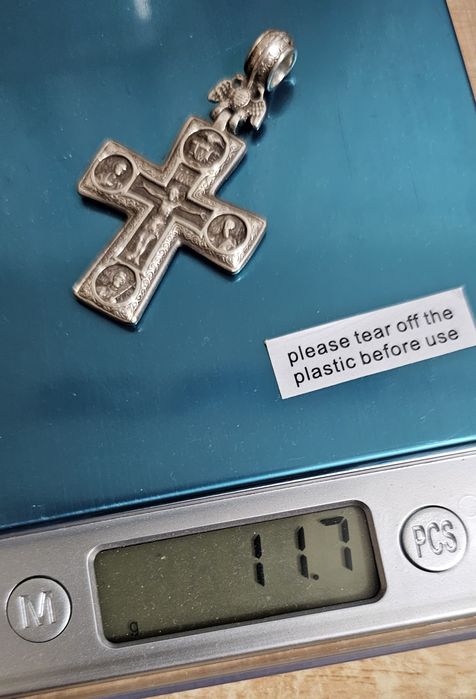 please tear off the
plastic before use
11.7
g
M
PCS